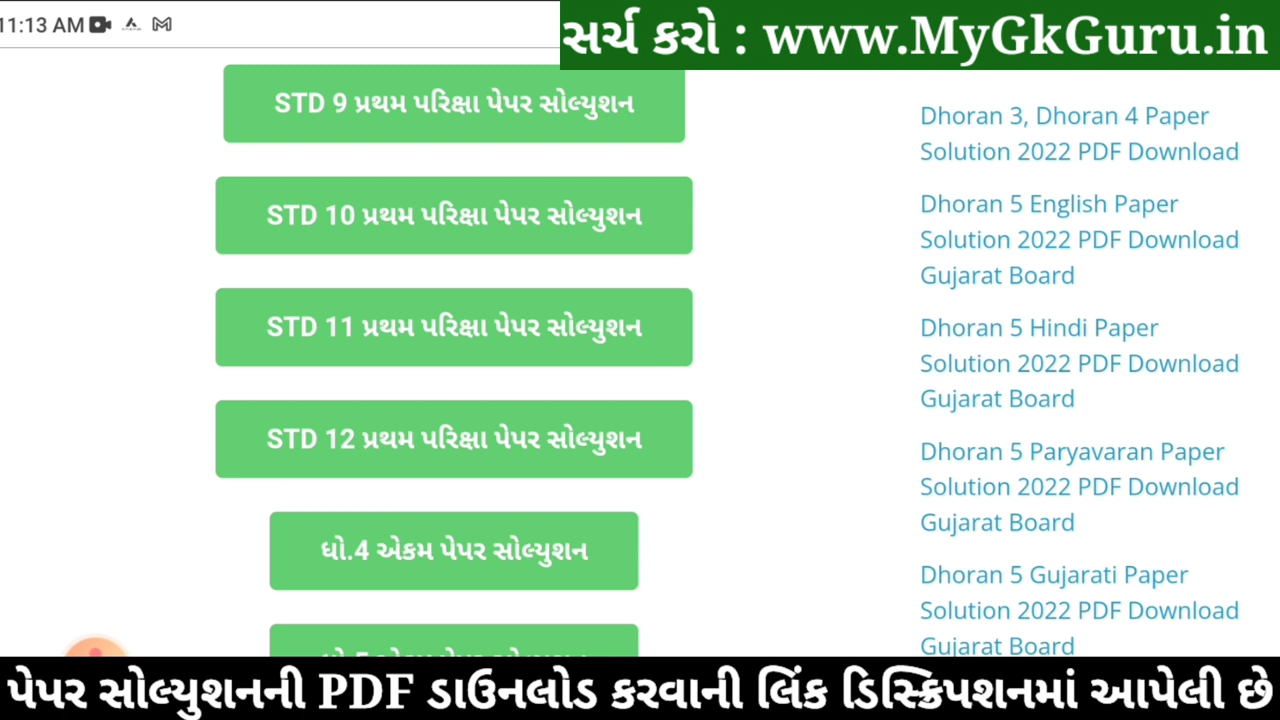 11:13 AM
સર્ચ કરો : www.MyGkGuru.in
STD 9 પ્રથમ પરિક્ષા પેપર સોલ્યુશન
STD 10 પ્રથમ પરિક્ષા પેપર સોલ્યુશન
STD 11 પ્રથમ પરિક્ષા પેપર સોલ્યુશન
STD 12 પ્રથમ પરિક્ષા પેપર સોલ્યુશન
ધો.4 એકમ પેપર સોલ્યુશન
Dhoran 3, Dhoran 4 Paper
Solution 2022 PDF Download
Dhoran 5 English Paper
Solution 2022 PDF Download
Gujarat Board
Dhoran 5 Hindi Paper
Solution 2022 PDF Download
Gujarat Board
Dhoran 5 Paryavaran Paper
Solution 2022 PDF Download
Gujarat Board
Dhoran 5 Gujarati Paper
Solution 2022 PDF Download
Gujarat Board
પેપર સોલ્યુશનની PDF ડાઉનલોડ કરવાની લિંક ડિસ્ક્રિપશનમાં આપેલી છે